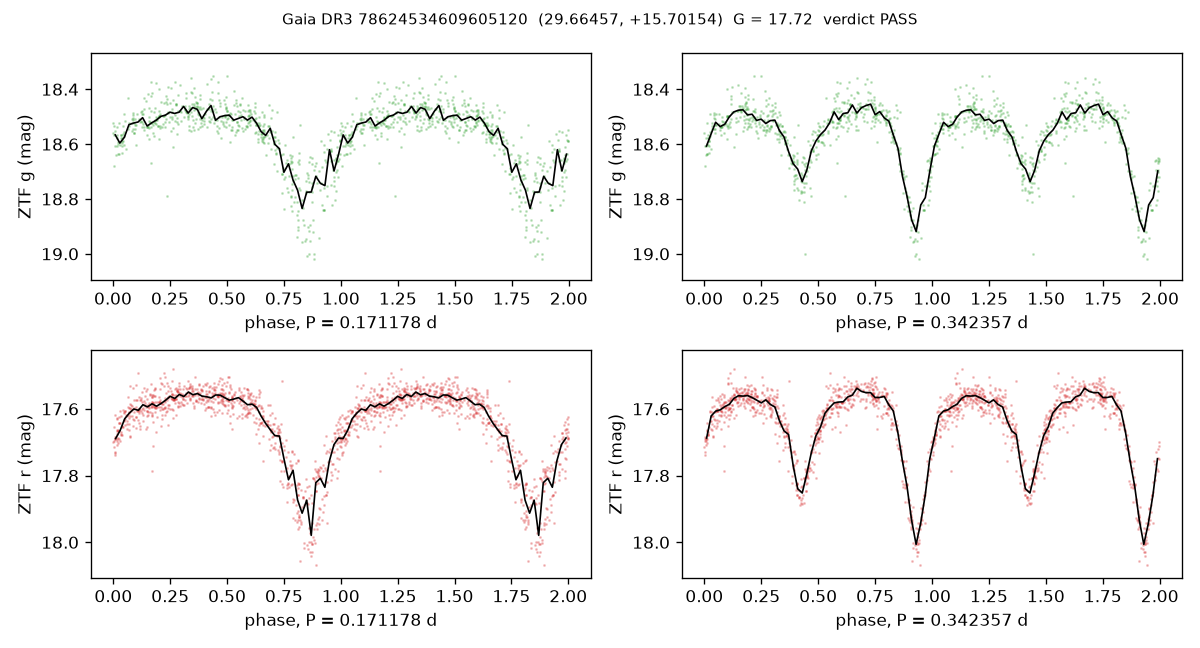 Gaia DR3 78624534609605120 (29.66457, +15.70154) G = 17.72 verdict PASS
ZTF g (mag)
18.4
18.6
18.8
19.0
0.00 0.25 0.50 0.75 1.00 1.25 1.50 1.75 2.00
phase, P = 0.171178 d
ZTF g (mag)
18.4
18.6
18.8
19.0
0.00 0.25 0.50 0.75 1.00 1.25 1.50 1.75 2.00
phase, P = 0.342357 d
ZTF r (mag)
17.6
17.8
18.0
0.00 0.25 0.50 0.75 1.00 1.25 1.50 1.75 2.00
phase, P = 0.171178 d
ZTF r (mag)
17.6
17.8
18.0
0.00 0.25 0.50 0.75 1.00 1.25 1.50 1.75 2.00
phase, P = 0.342357 d